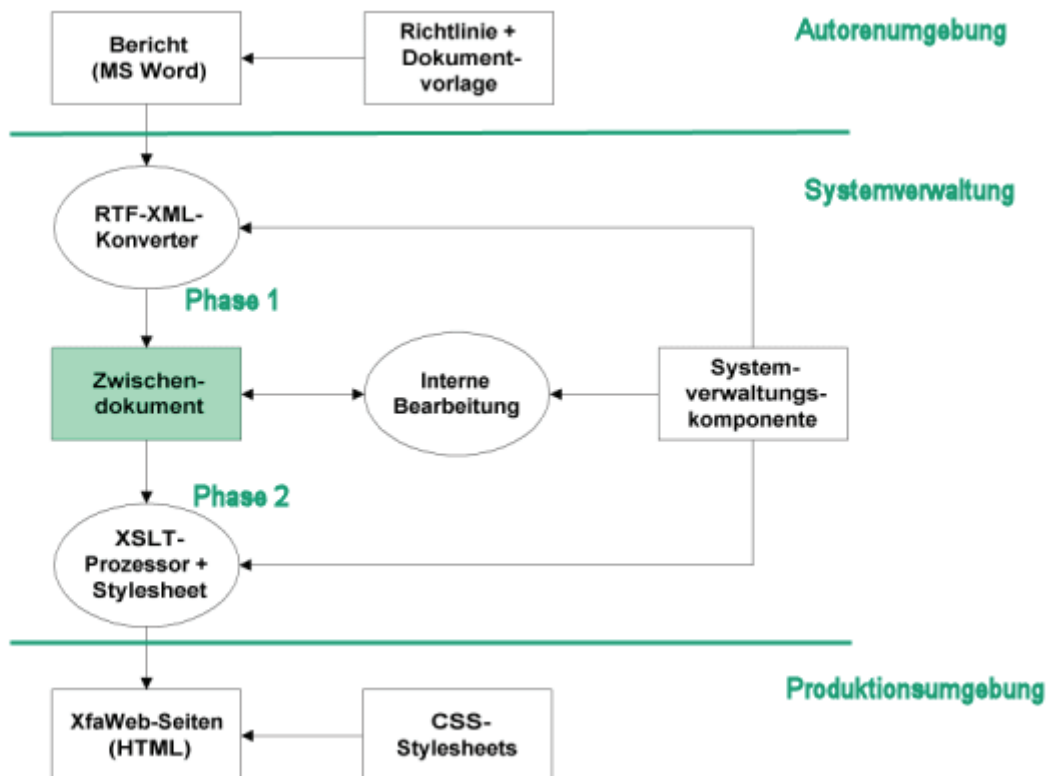 Bericht
(MS Word)
Richtlinie +
Dokument-
vorlage
Autorenumgebung
Systemverwaltung
RTF-XML-
Konverter
Phase 1
Zwischen-
dokument
Interne
Bearbeitung
System-
verwaltungs-
komponente
Phase 2
XSLT-
Prozessor +
Stylesheet
Produktionsumgebung
XfaWeb-Seiten
(HTML)
CSS-
Stylesheets